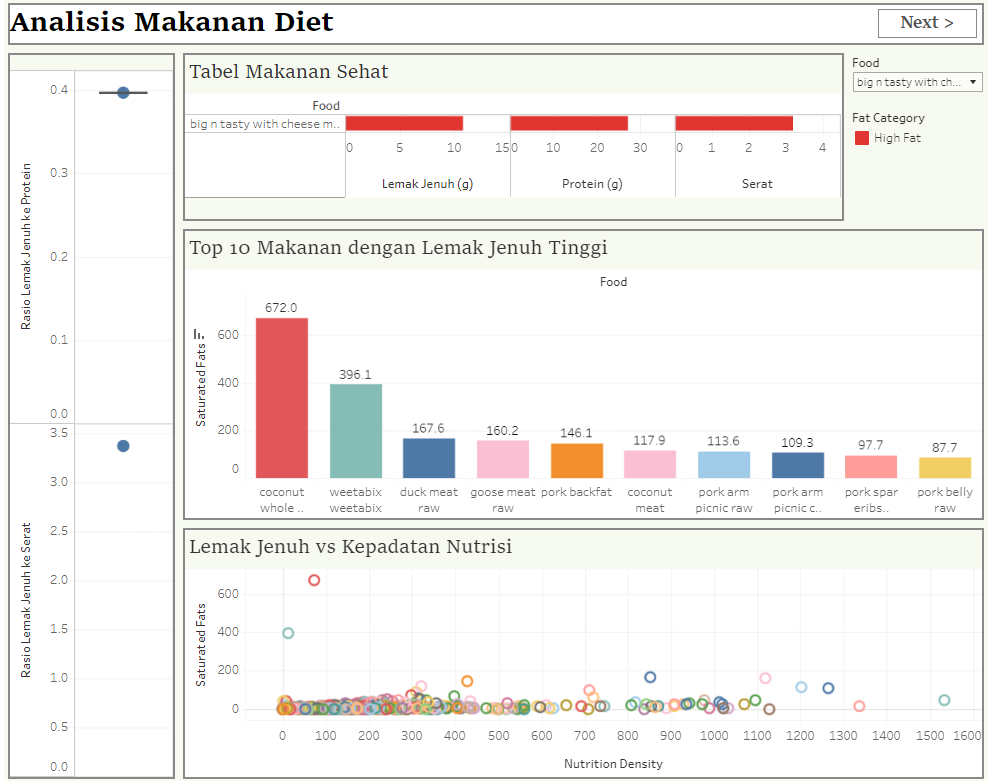 Analisis Makanan Diet
Next >
Rasio Lemak Jenuh ke Protein
0.4
0.3
0.2
0.1
0.0
Rasio Lemak Jenuh ke Serat
3.5
3.0
2.5
2.0
1.5
1.0
0.5
0.0
Tabel Makanan Sehat
Food
big n tasty with cheese m..
0 5 10 15 0 10 20 30 0 1 2 3 4
Lemak Jenuh (g) Protein (g) Serat
Food
big n tasty with ch...
Fat Category
High Fat
Top 10 Makanan dengan Lemak Jenuh Tinggi
Food
Saturated Fats
600
400
200
0
672.0 396.1 167.6 160.2 146.1 117.9 113.6 109.3 97.7 87.7
coconut weetabix duck meat goose meat pork backfat coconut pork arm pork arm pork spar pork belly
whole .. weetabix raw raw meat picnic raw picnic c.. eribs.. raw
Lemak Jenuh vs Kepadatan Nutrisi
Saturated Fats
600
400
200
0
0 100 200 300 400 500 600 700 800 900 1000 1100 1200 1300 1400 1500 1600
Nutrition Density